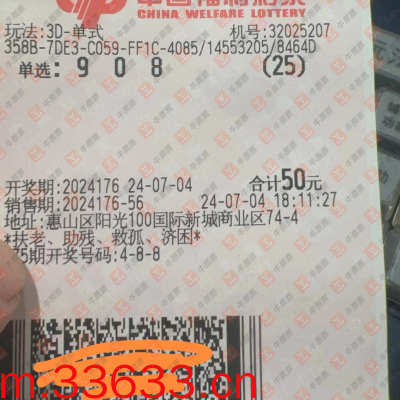 中国福利彩票
CHINA WELFARE LOTTERY
玩法:3D-单式 机号:32025207
358B-7DE3-C059-FF1C-4085/14553205/8464D
单选: 9 0 8 (25)
开奖期:2024176 24-07-04 合计50元
销售期:2024176-56 24-07-04 18:11:27
地址:惠山区阳光100国际新城商业区74-4
*扶老、助残、救孤、济困*
75期开奖号码:4-8-8
m.33633.cn